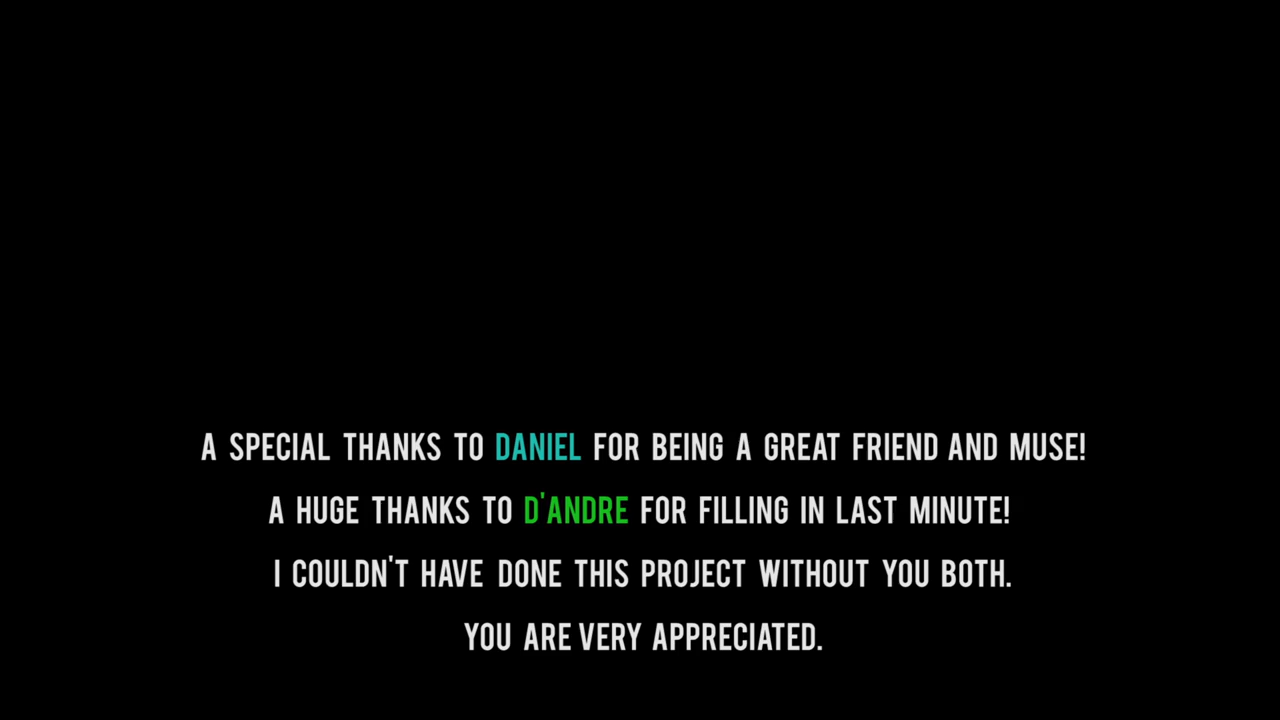 A SPECIAL THANKS TO DANIEL FOR BEING A GREAT FRIEND AND MUSE!
A HUGE THANKS TO D'ANDRE FOR FILLING IN LAST MINUTE!
I COULDN'T HAVE DONE THIS PROJECT WITHOUT YOU BOTH.
YOU ARE VERY APPRECIATED.